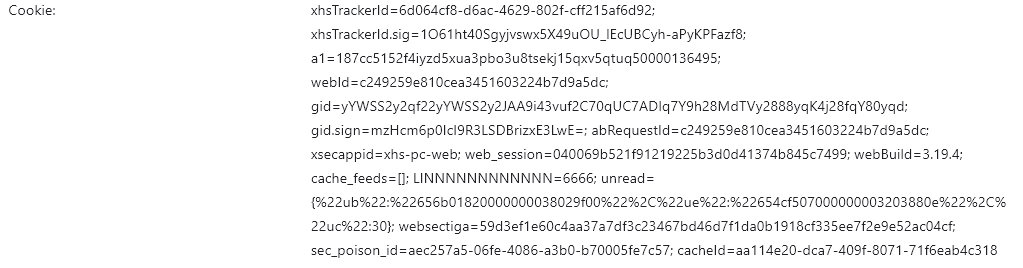 Cookie: xhsTrackerId=6d064cf8-d6ac-4629-802f-cff215af6d92;
xhsTrackerId.sig=1O61ht40Sgyjvswx5X49uOU_IEcUBCyh-aPyKPFazf8;
a1=187cc5152f4iyzd5xua3pbo3u8tsekj15qxv5qtuq50000136495;
webId=c249259e810cea3451603224b7d9a5dc;
gid=yYWSS2y2qf22yYWSS2y2JAA9i43vuf2C70qUC7ADIq7Y9h28MdTVy2888yqK4j28fqY80yqd;
gid.sign=mzHcm6p0IcI9R3LSDBrizxE3LwE=; abRequestId=c249259e810cea3451603224b7d9a5dc;
xsecappid=xhs-pc-web; web_session=040069b521f91219225b3d0d41374b845c7499; webBuild=3.19.4;
cache_feeds=[]; LINNNNNNNNNNNN=6666; unread=
{%22ub%22:%22656b01820000000038029f00%22%2C%22ue%22:%22654cf507000000003203880e%22%2C%
22uc%22:30}; websectiga=59d3ef1e60c4aa37a7df3c23467bd46d7f1da0b1918cf335ee7f2e9e52ac04cf;
sec_poison_id=aec257a5-06fe-4086-a3b0-b70005fe7c57; cacheId=aa114e20-dca7-409f-8071-71f6eab4c318